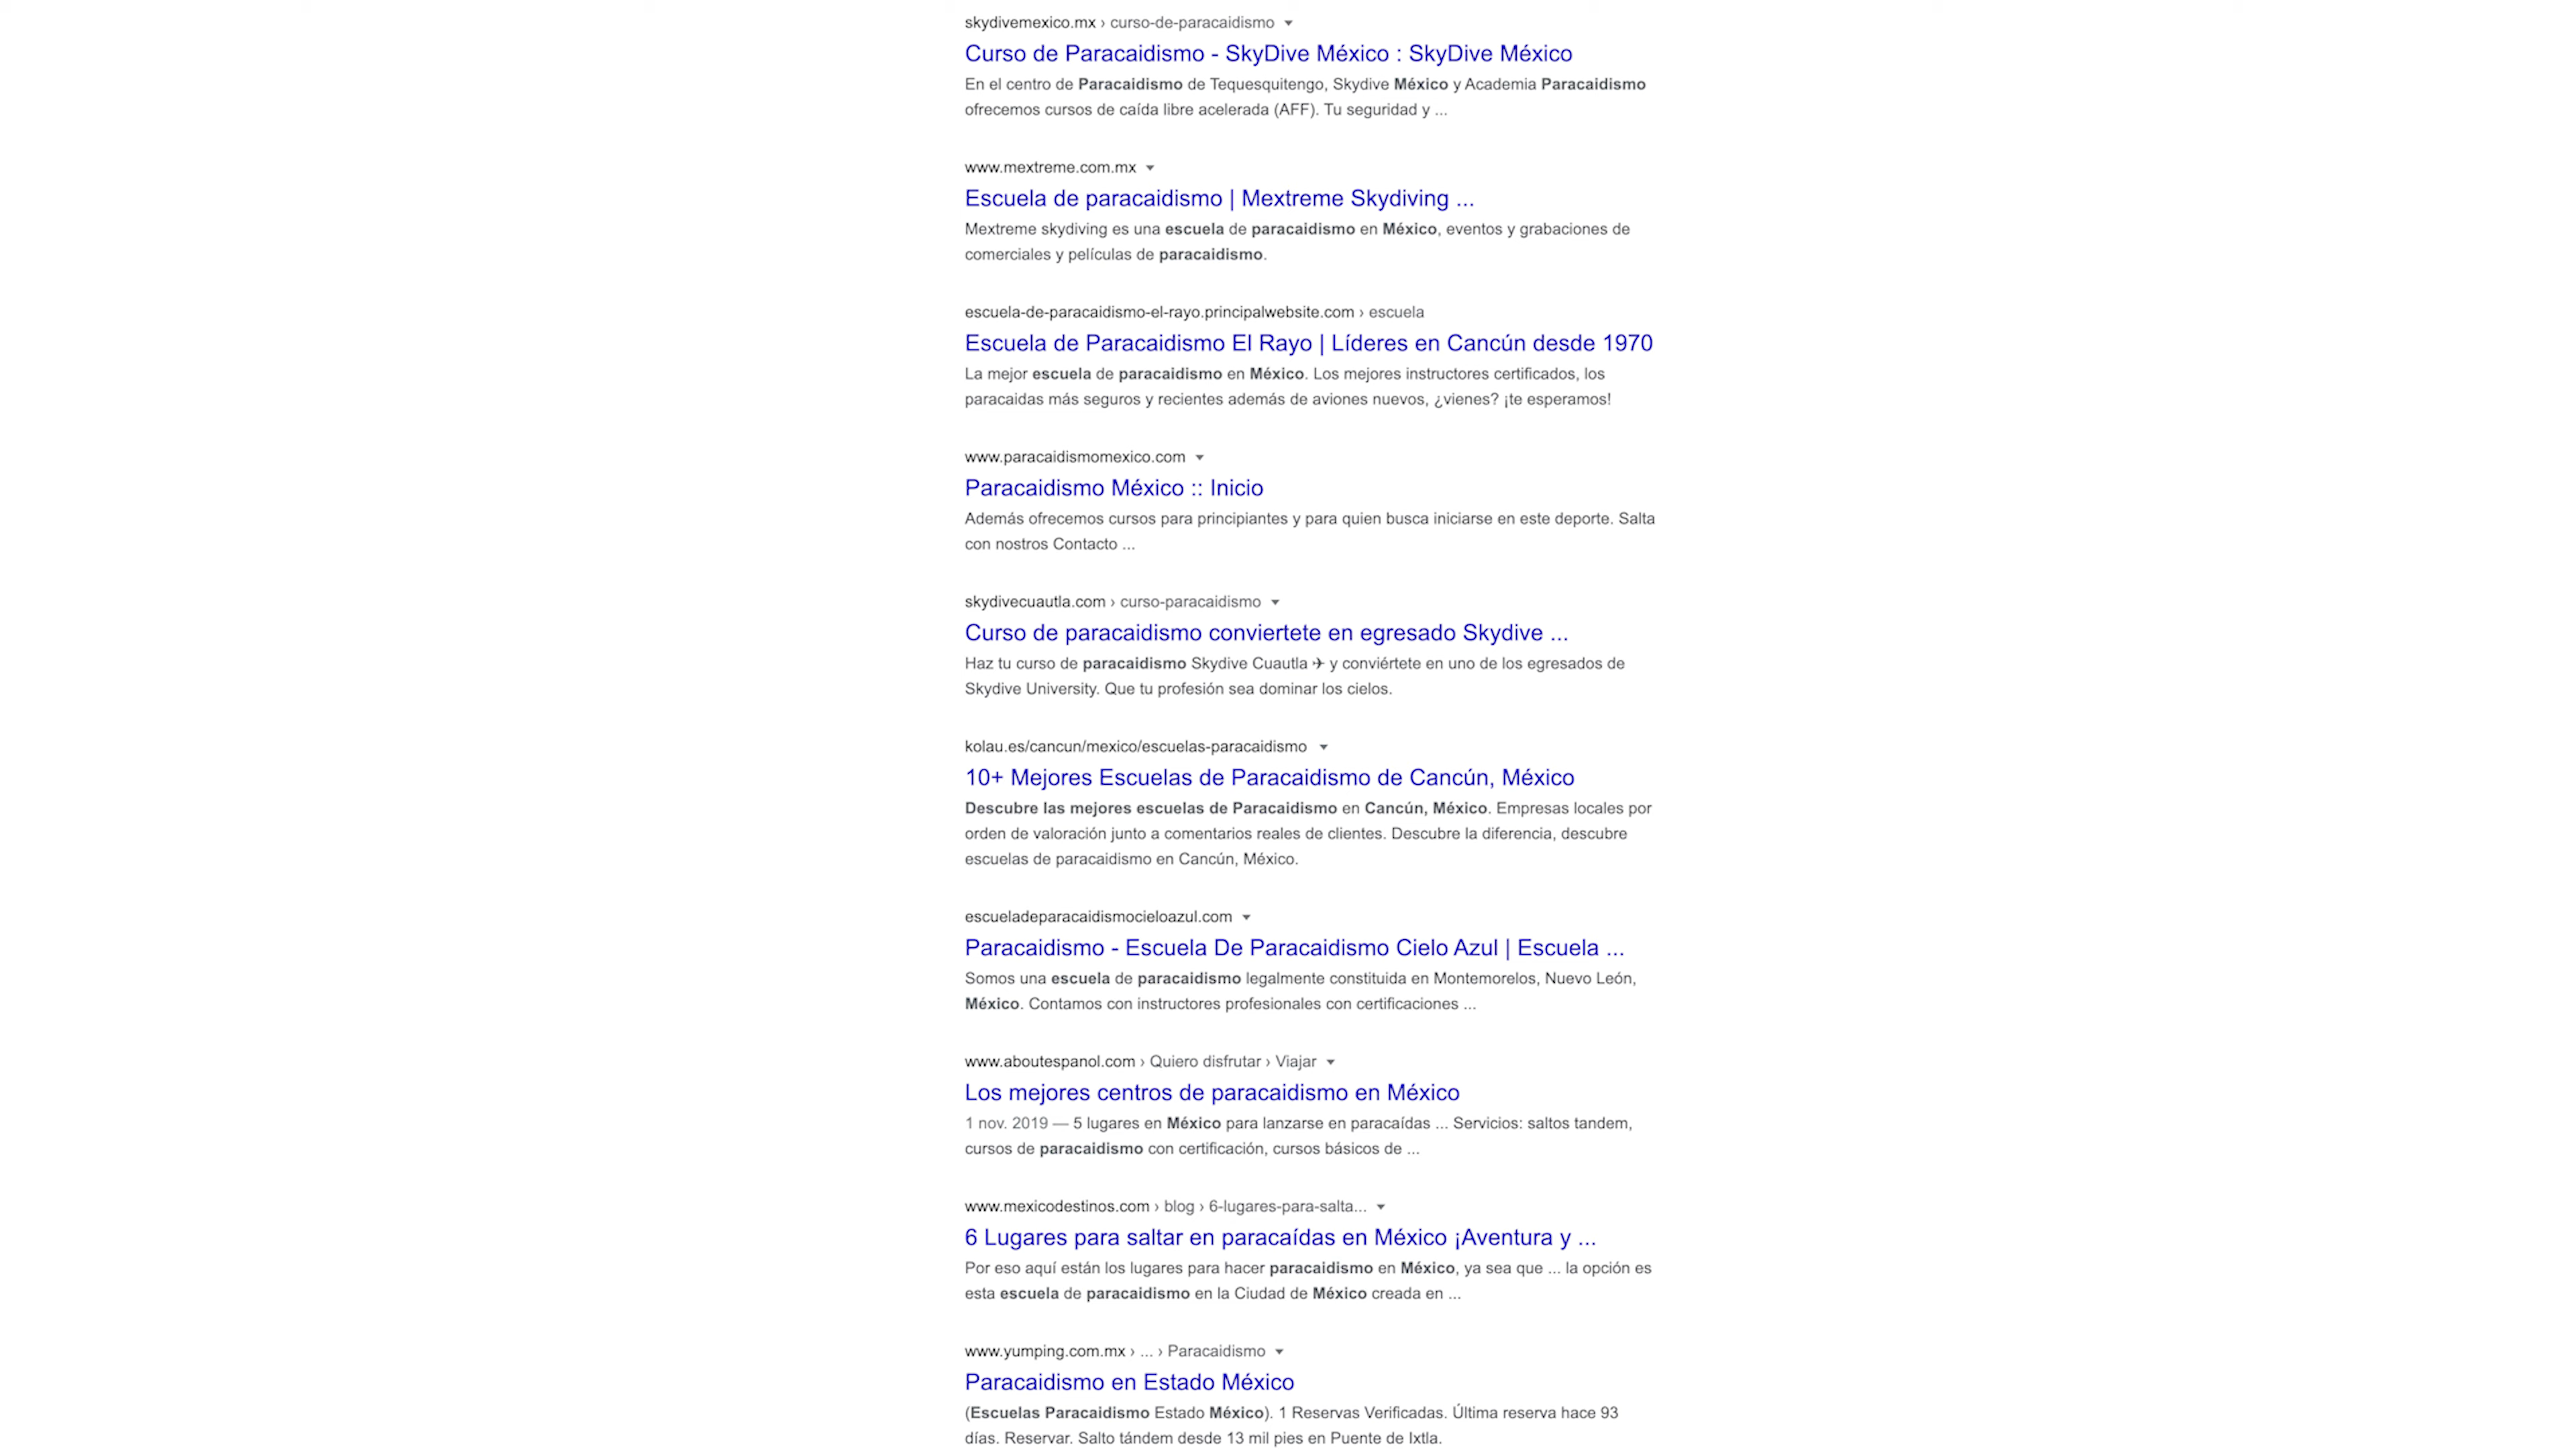 skydivemexico.mx › curso-de-paracaidismo
Curso de Paracaidismo - SkyDive México : SkyDive México
En el centro de Paracaidismo de Tequesquitengo, Skydive México y Academia Paracaidismo
ofrecemos cursos de caída libre acelerada (AFF). Tu seguridad y ...
www.mextreme.com.mx
Escuela de paracaidismo | Mextreme Skydiving ...
Mextreme skydiving es una escuela de paracaidismo en México, eventos y grabaciones de
comerciales y películas de paracaidismo.
escuela-de-paracaidismo-el-rayo.principalwebsite.com › escuela
Escuela de Paracaidismo El Rayo | Líderes en Cancún desde 1970
La mejor escuela de paracaidismo en México. Los mejores instructores certificados, los
paracaidas más seguros y recientes además de aviones nuevos, ¿vienes? ¡te esperamos!
www.paracaidismomexico.com
Paracaidismo México :: Inicio
Además ofrecemos cursos para principiantes y para quien busca iniciarse en este deporte. Salta
con nostros Contacto ...
skydivecuautla.com › curso-paracaidismo
Curso de paracaidismo conviertete en egresado Skydive ...
Haz tu curso de paracaidismo Skydive Cuautla ✈ y conviértete en uno de los egresados de
Skydive University. Que tu profesión sea dominar los cielos.
kolau.es/cancun/mexico/escuelas-paracaidismo
10+ Mejores Escuelas de Paracaidismo de Cancún, México
Descubre las mejores escuelas de Paracaidismo en Cancún, México. Empresas locales por
orden de valoración junto a comentarios reales de clientes. Descubre la diferencia, descubre
escuelas de paracaidismo en Cancún, México.
escueladeparacaidismocieloazul.com
Paracaidismo - Escuela De Paracaidismo Cielo Azul | Escuela ...
Somos una escuela de paracaidismo legalmente constituida en Montemorelos, Nuevo León,
México. Contamos con instructores profesionales con certificaciones ...
www.aboutespanol.com › Quiero disfrutar › Viajar
Los mejores centros de paracaidismo en México
1 nov. 2019 — 5 lugares en México para lanzarse en paracaídas ... Servicios: saltos tandem,
cursos de paracaidismo con certificación, cursos básicos de ...
www.mexicodestinos.com › blog › 6-lugares-para-salta...
6 Lugares para saltar en paracaídas en México ¡Aventura y ...
Por eso aquí están los lugares para hacer paracaidismo en México, ya sea que ... la opción es
esta escuela de paracaidismo en la Ciudad de México creada en ...
www.yumping.com.mx › ... › Paracaidismo
Paracaidismo en Estado México
(Escuelas Paracaidismo Estado México). 1 Reservas Verificadas. Última reserva hace 93
días. Reservar. Salto tándem desde 13 mil pies en Puente de Ixtla.